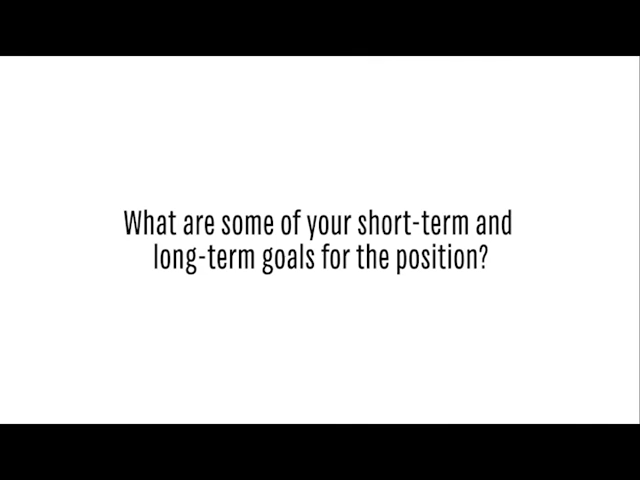 What are some of your short-term and
long-term goals for the position?